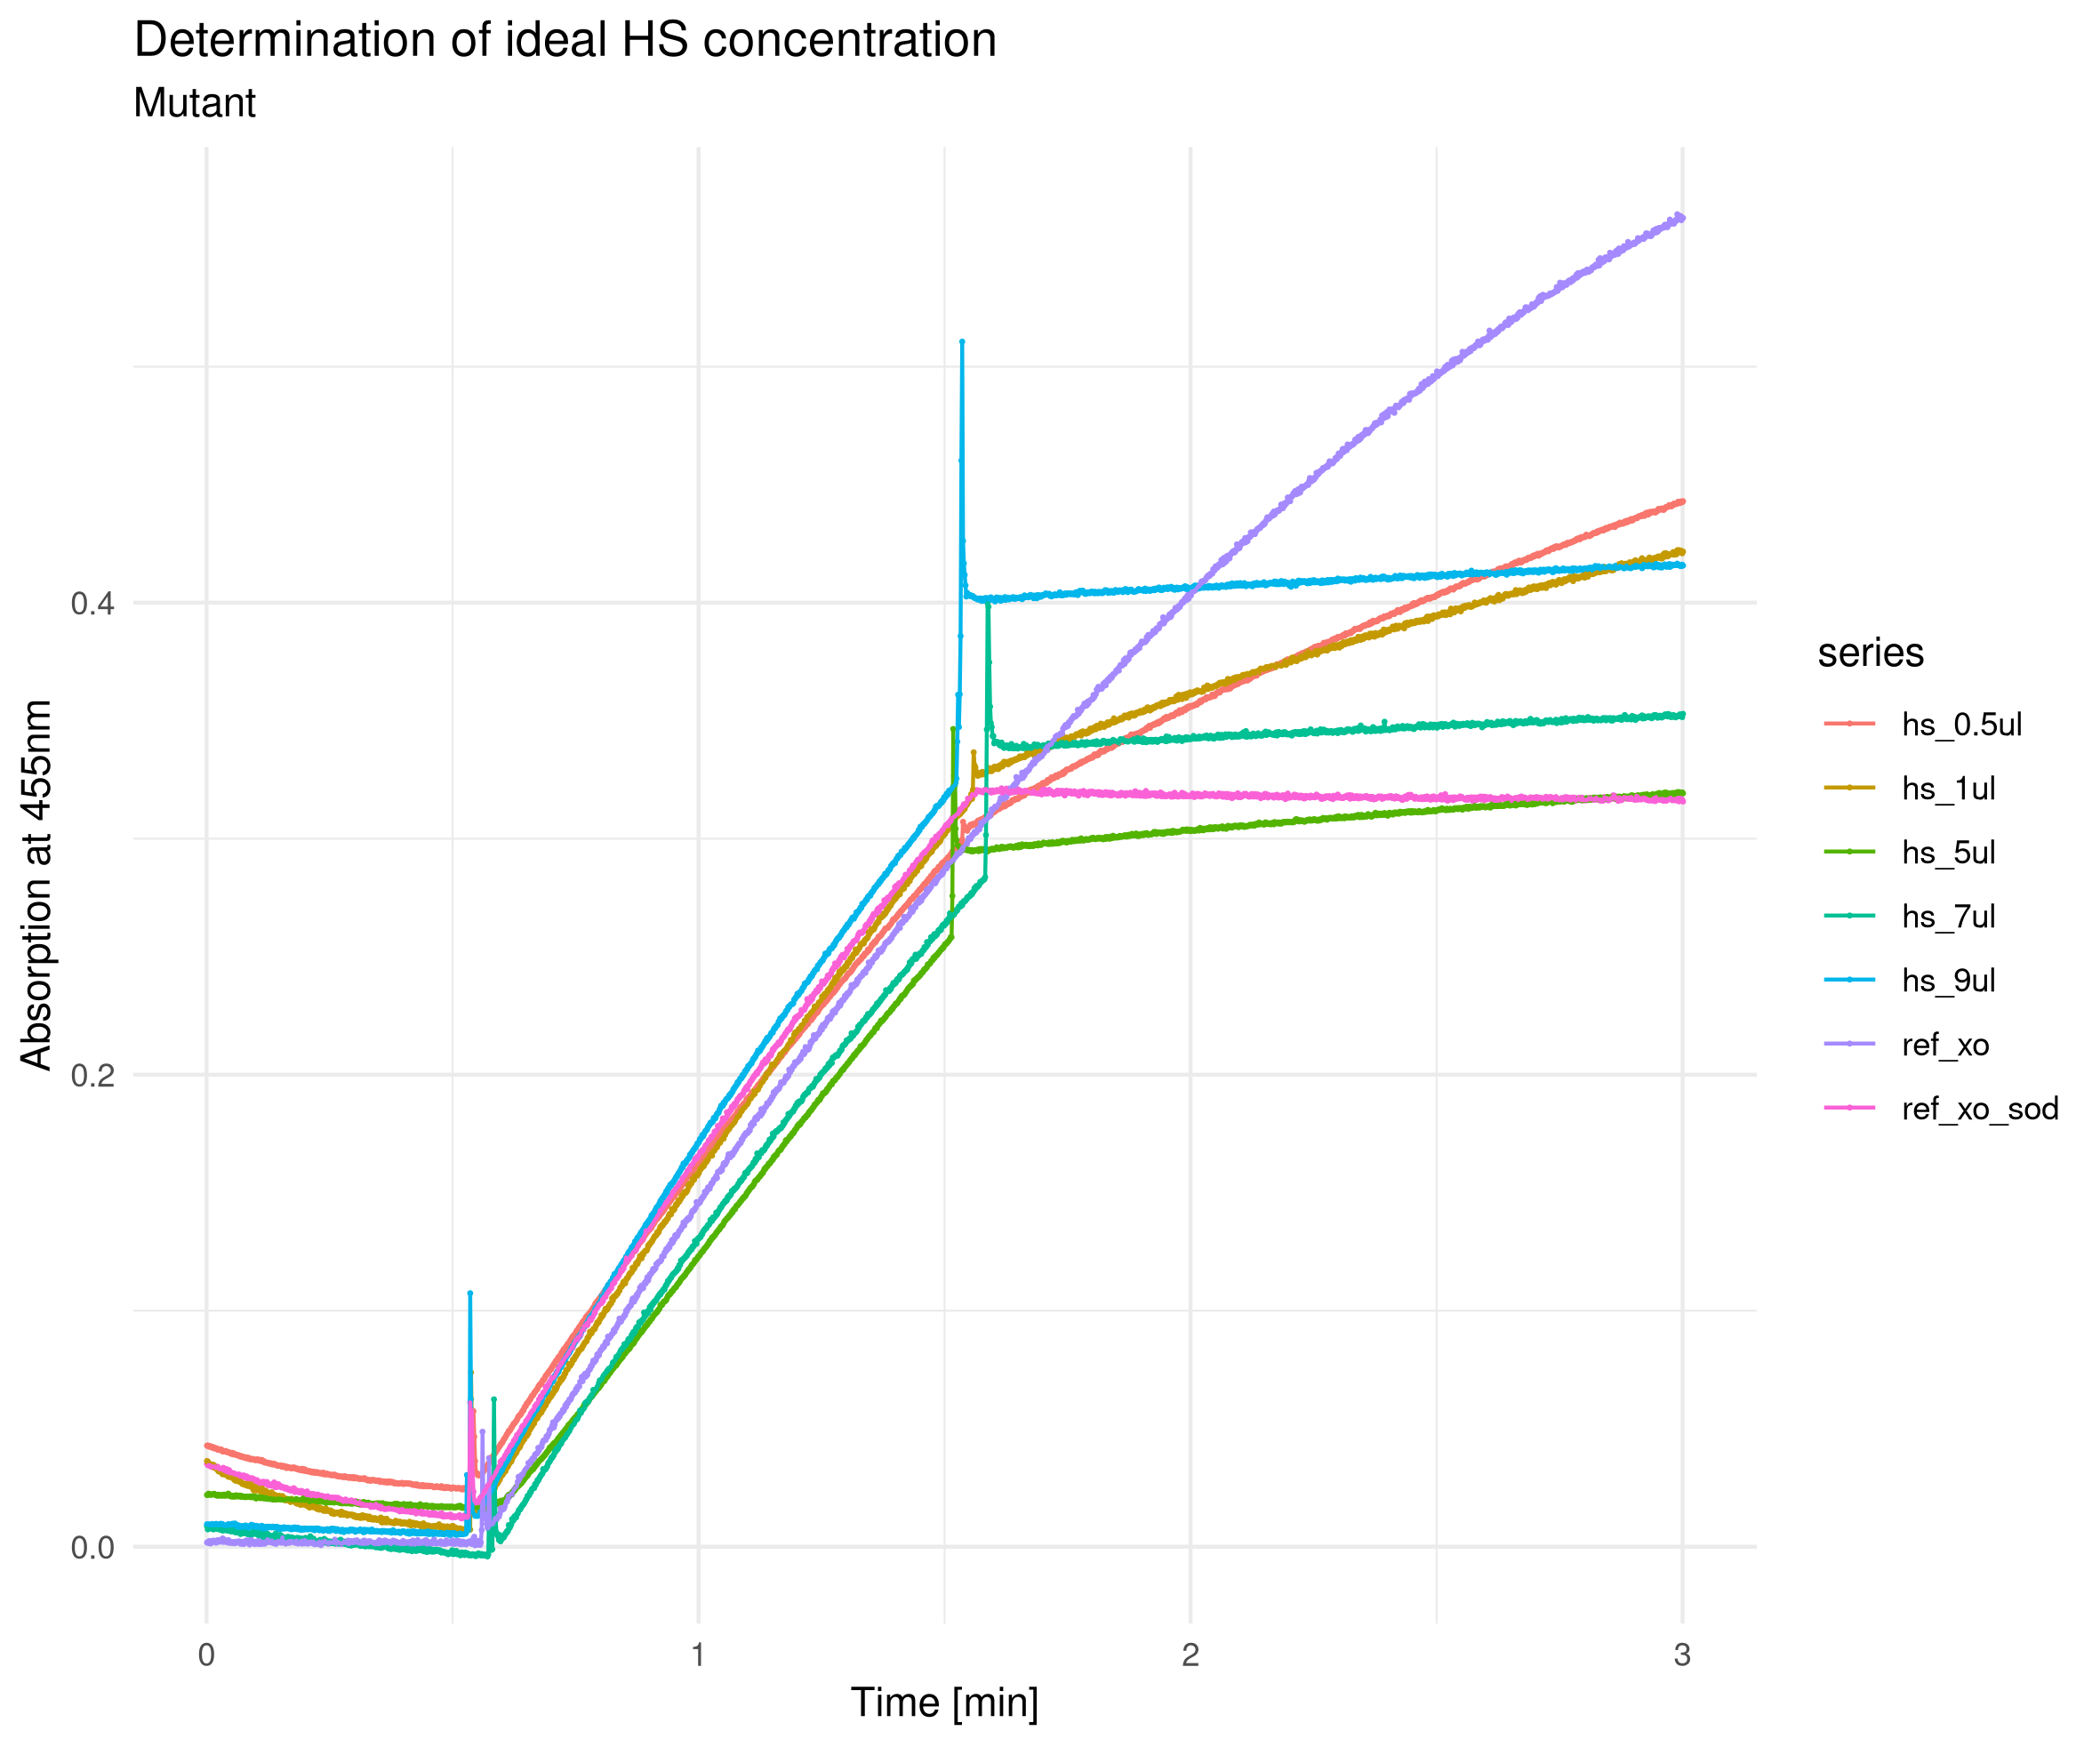 Determination of ideal HS concentration
Mutant
Absorption at 455nm
0.4
0.2
0.0
0
1
2
3
Time [min]
series
hs_0.5ul
hs_1ul
hs_5ul
hs_7ul
hs_9ul
ref_xo
ref_xo_sod